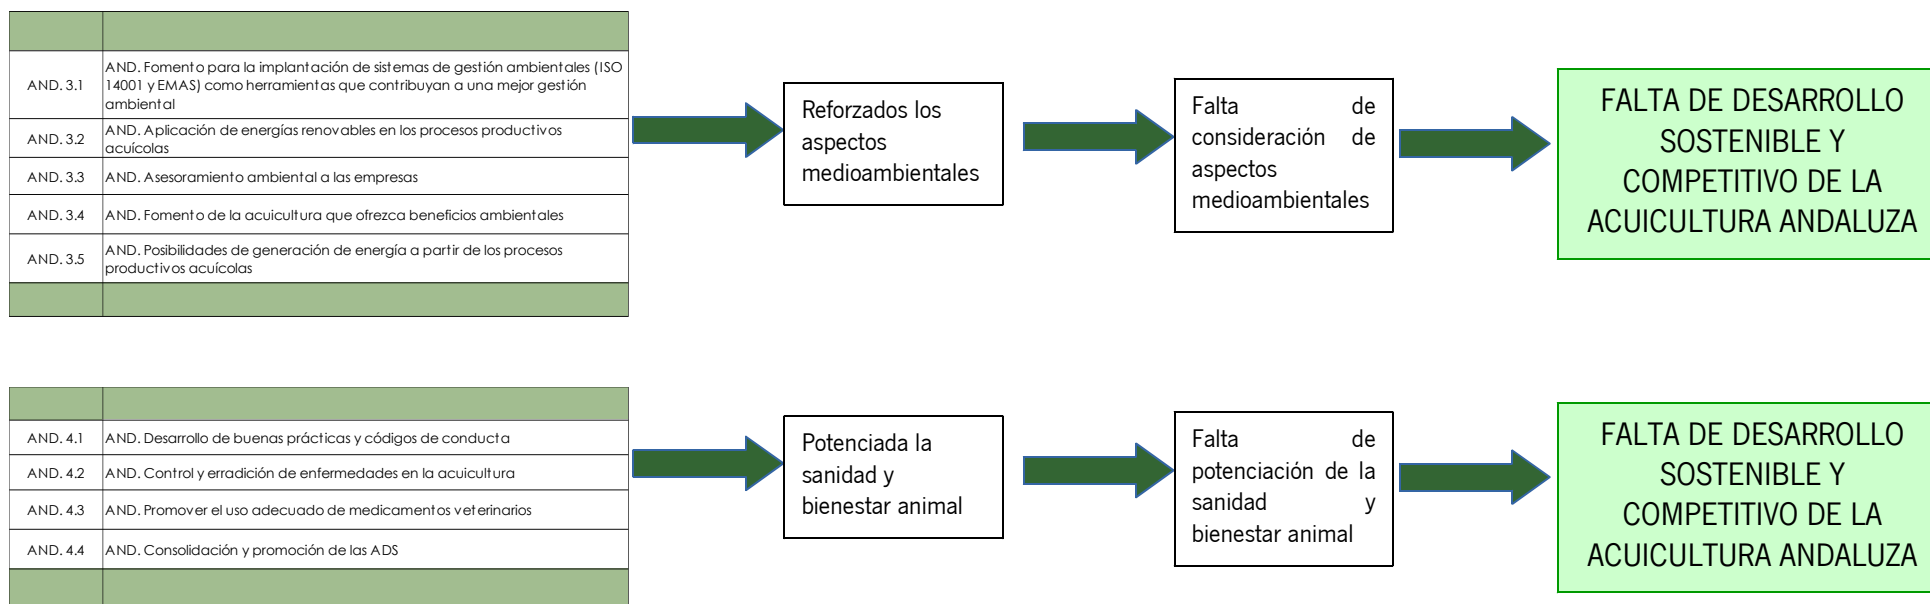 AND. 3.1 AND. Fomento para la implantación de sistemas de gestión ambientales (ISO
14001 y EMAS) como herramientas que contribuyan a una mejor gestión
ambiental
AND. 3.2 AND. Aplicación de energías renovables en los procesos productivos
acuícolas
AND. 3.3 AND. Asesoramiento ambiental a las empresas
AND. 3.4 AND. Fomento de la acuicultura que ofrezca beneficios ambientales
AND. 3.5 AND. Posibilidades de generación de energía a partir de los procesos
productivos acuícolas
Reforzados los
aspectos
medioambientales
Falta de
consideración de
aspectos
medioambientales
FALTA DE DESARROLLO
SOSTENIBLE Y
COMPETITIVO DE LA
ACUICULTURA ANDALUZA
AND. 4.1 AND. Desarrollo de buenas prácticas y códigos de conducta
AND. 4.2 AND. Control y erradición de enfermedades en la acuicultura
AND. 4.3 AND. Promover el uso adecuado de medicamentos veterinarios
AND. 4.4 AND. Consolidación y promoción de las ADS
Potenciada la
sanidad y
bienestar animal
Falta de
potenciación de la
sanidad y
bienestar animal
FALTA DE DESARROLLO
SOSTENIBLE Y
COMPETITIVO DE LA
ACUICULTURA ANDALUZA